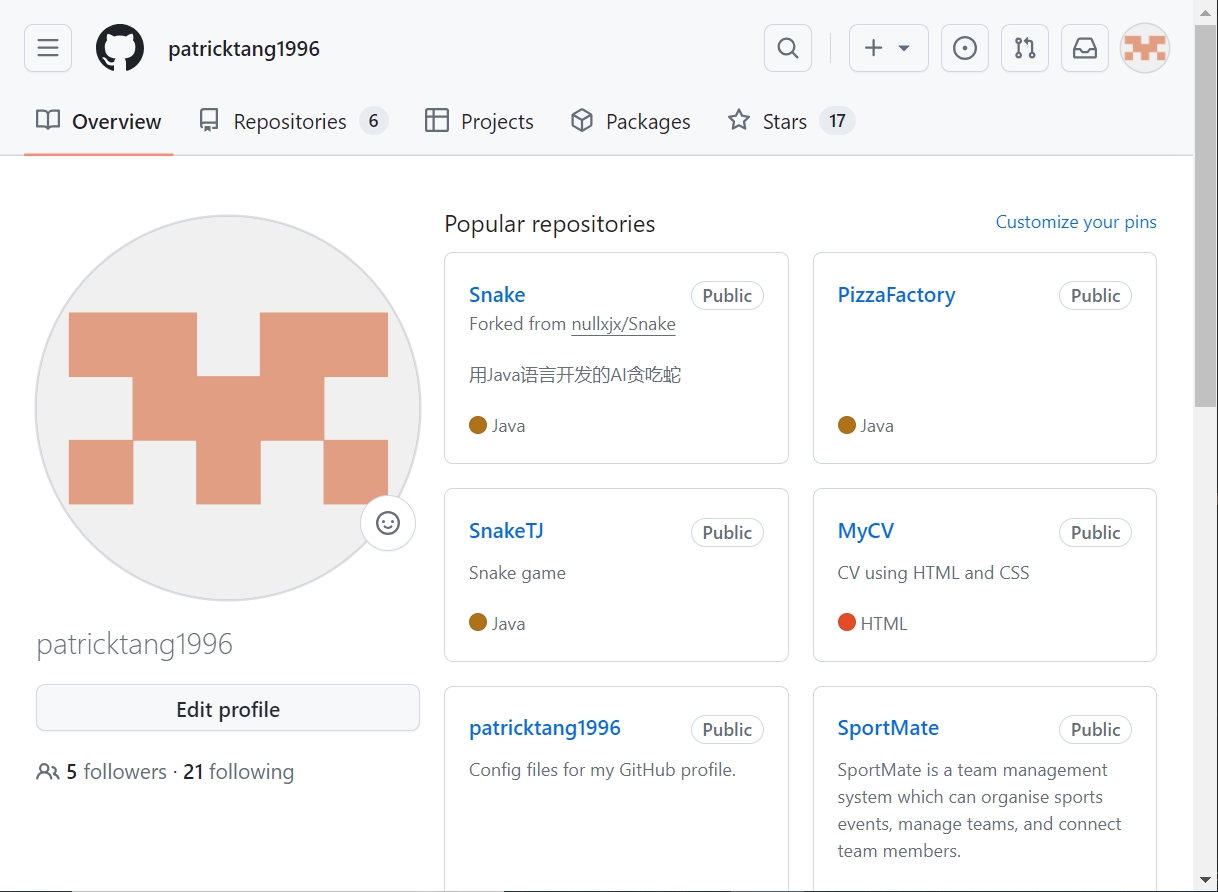 patricktang1996
Overview Repositories 6 Projects Packages Stars 17
Popular repositories Customize your pins
Snake Public
Forked from nullxjx/Snake
用Java语言开发的AI贪吃蛇
Java
PizzaFactory Public
Java
SnakeTJ Public
Snake game
Java
MyCV Public
CV using HTML and CSS
HTML
patricktang1996 Public
Config files for my GitHub profile.
SportMate Public
SportMate is a team management
system which can organise sports
events, manage teams, and connect
team members.
patricktang1996
Edit profile
5 followers · 21 following